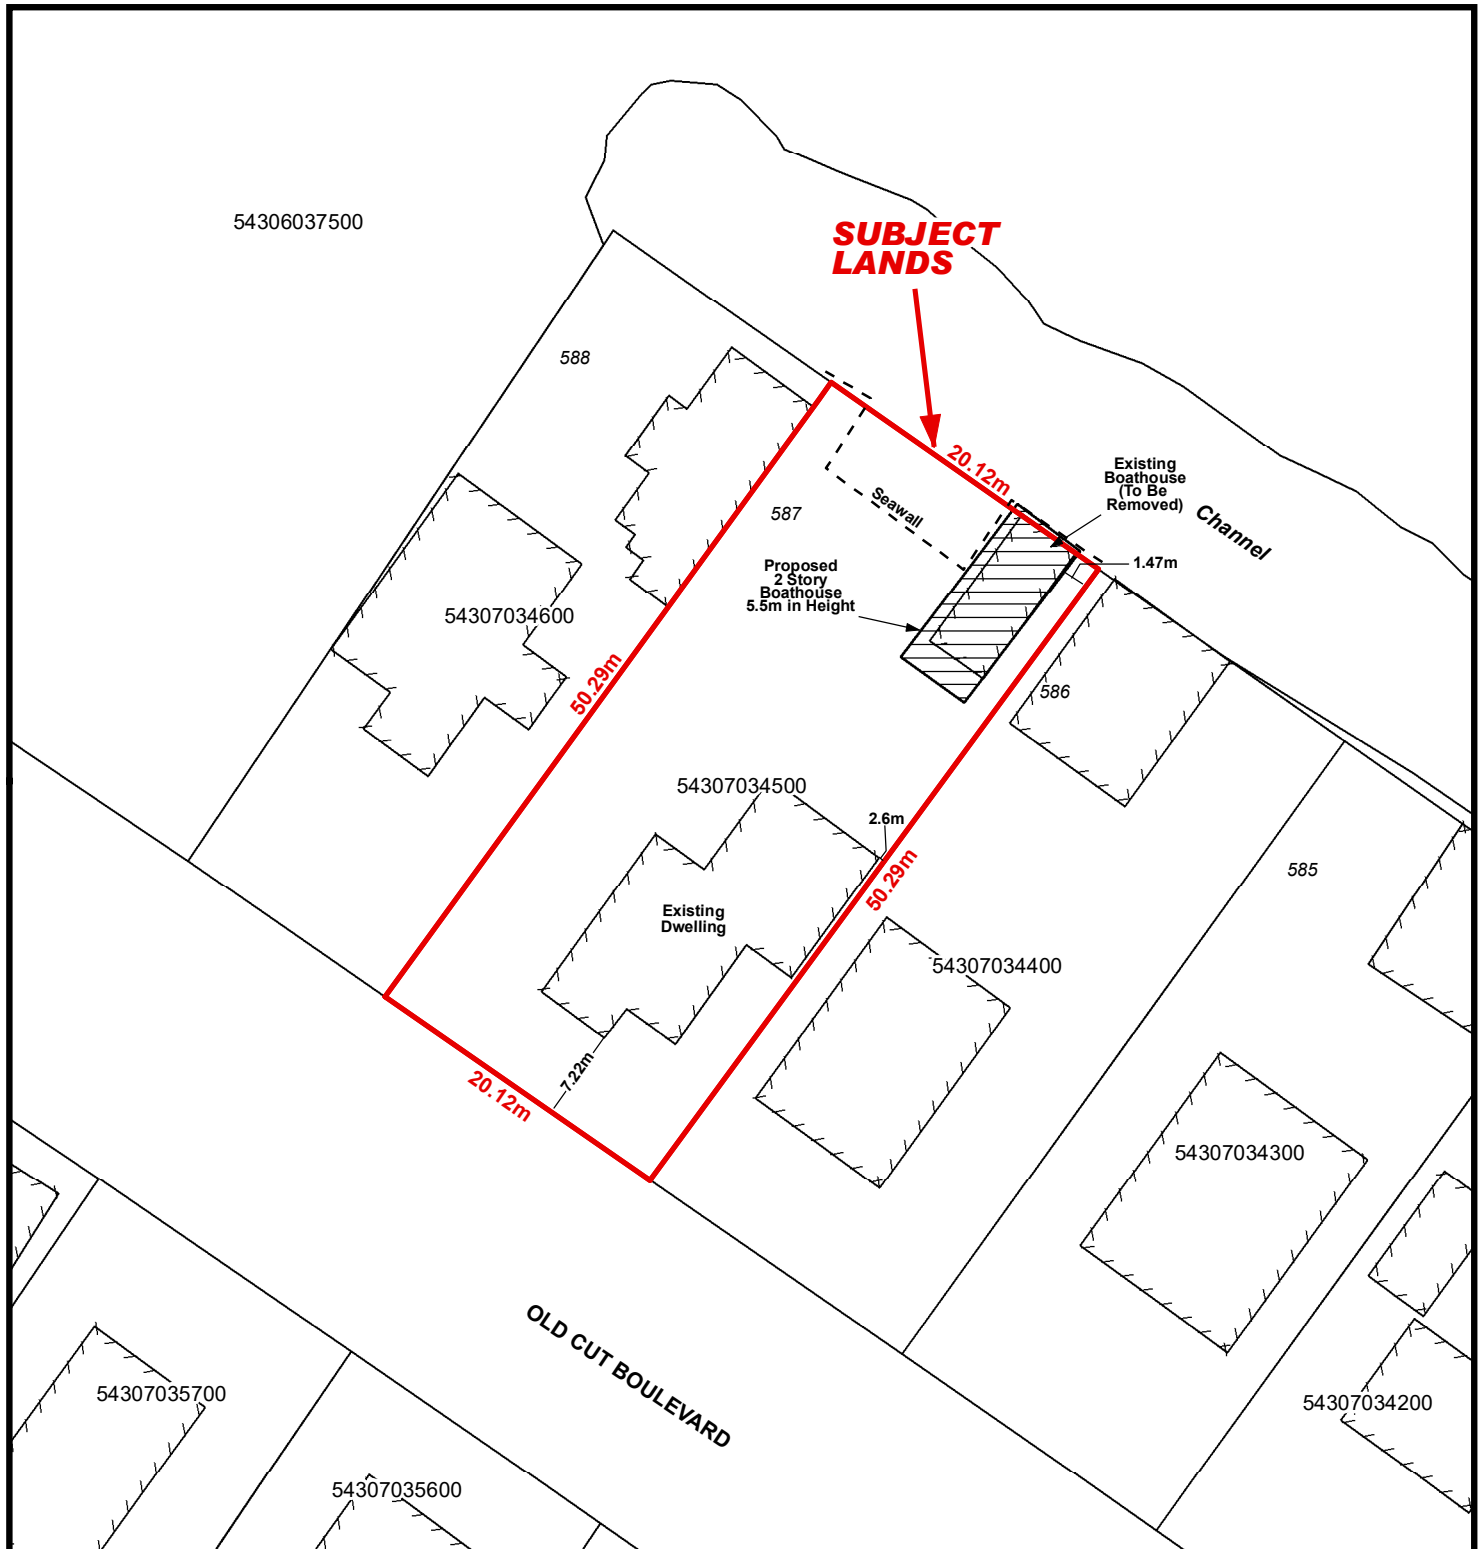 54306037500
SUBJECT
LANDS
588
20.12m
Existing
Boathouse
(To Be
Removed)
Channel
Seawall
587
1.47m
Proposed
2 Story
Boathouse
5.5m in Height
54307034600
50.29m
586
54307034500
2.6m
50.29m
585
Existing
Dwelling
54307034400
7.22m
20.12m
54307034300
OLD CUT BOULEVARD
54307035700
54307034200
54307035600